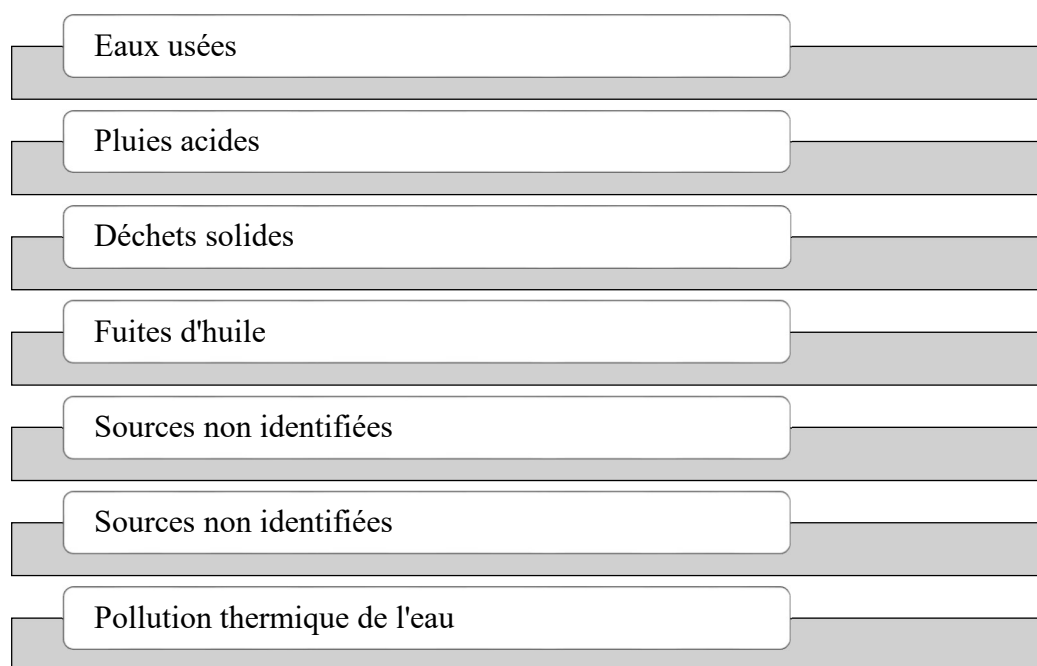 Eaux usées
Pluies acides
Déchets solides
Fuites d'huile
Sources non identifiées
Sources non identifiées
Pollution thermique de l'eau